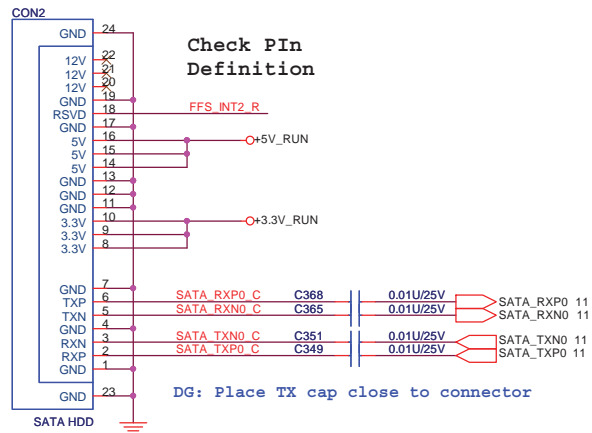 CON2
GND 24
Check PIn
Definition
12V 22
12V 21
12V 20
GND 19
RSVD 18 FFS_INT2_R
GND 17
5V 16 +5V_RUN
5V 15
5V 14
GND 13
GND 12
GND 11
3.3V 10 +3.3V_RUN
3.3V 9
3.3V 8
GND 7
TXP 6 SATA_RXP0_C C368 0.01U/25V SATA_RXP0 11
TXN 5 SATA_RXN0_C C365 0.01U/25V SATA_RXN0 11
GND 4
RXN 3 SATA_TXN0_C C351 0.01U/25V SATA_TXN0 11
RXP 2 SATA_TXP0_C C349 0.01U/25V SATA_TXP0 11
GND 1
GND 23
DG: Place TX cap close to connector
SATA HDD